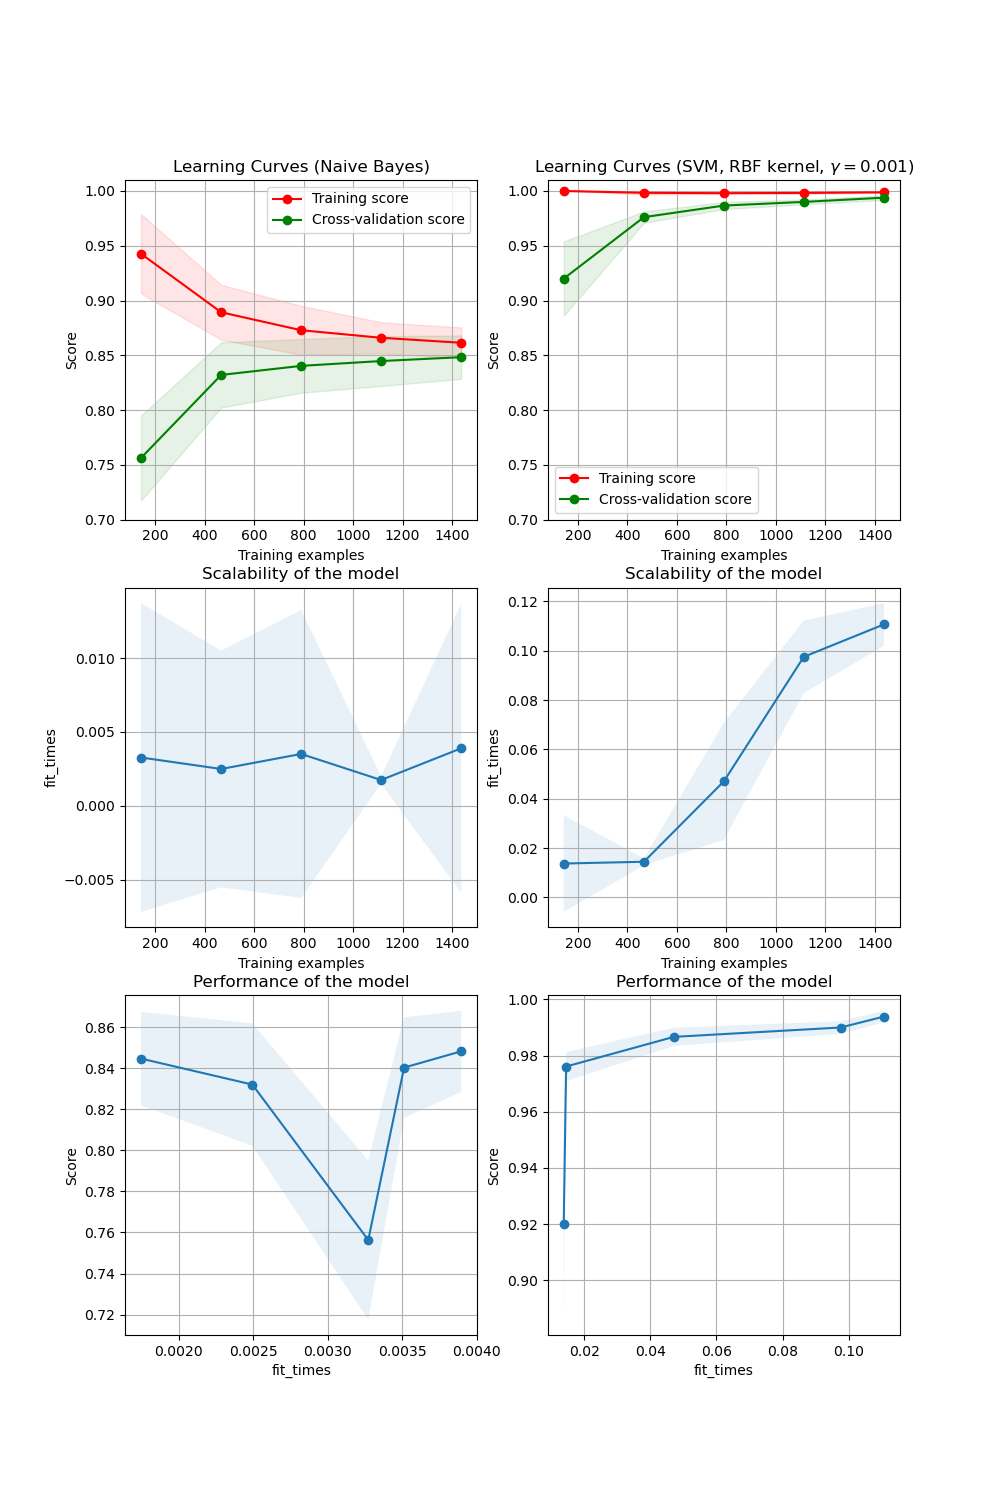 Learning Curves (Naive Bayes)
Score
1.00
0.95
0.90
0.85
0.80
0.75
0.70
Training score
Cross-validation score
200 400 600 800 1000 1200 1400
Training examples
Learning Curves (SVM, RBF kernel, γ = 0.001)
Score
1.00
0.95
0.90
0.85
0.80
0.75
0.70
Training score
Cross-validation score
200 400 600 800 1000 1200 1400
Training examples
Scalability of the model
fit_times
0.010
0.005
0.000
−0.005
200 400 600 800 1000 1200 1400
Training examples
Scalability of the model
fit_times
0.12
0.10
0.08
0.06
0.04
0.02
0.00
200 400 600 800 1000 1200 1400
Training examples
Performance of the model
Score
0.86
0.84
0.82
0.80
0.78
0.76
0.74
0.72
0.0020 0.0025 0.0030 0.0035 0.0040
fit_times
Performance of the model
Score
1.00
0.98
0.96
0.94
0.92
0.90
0.02 0.04 0.06 0.08 0.10
fit_times